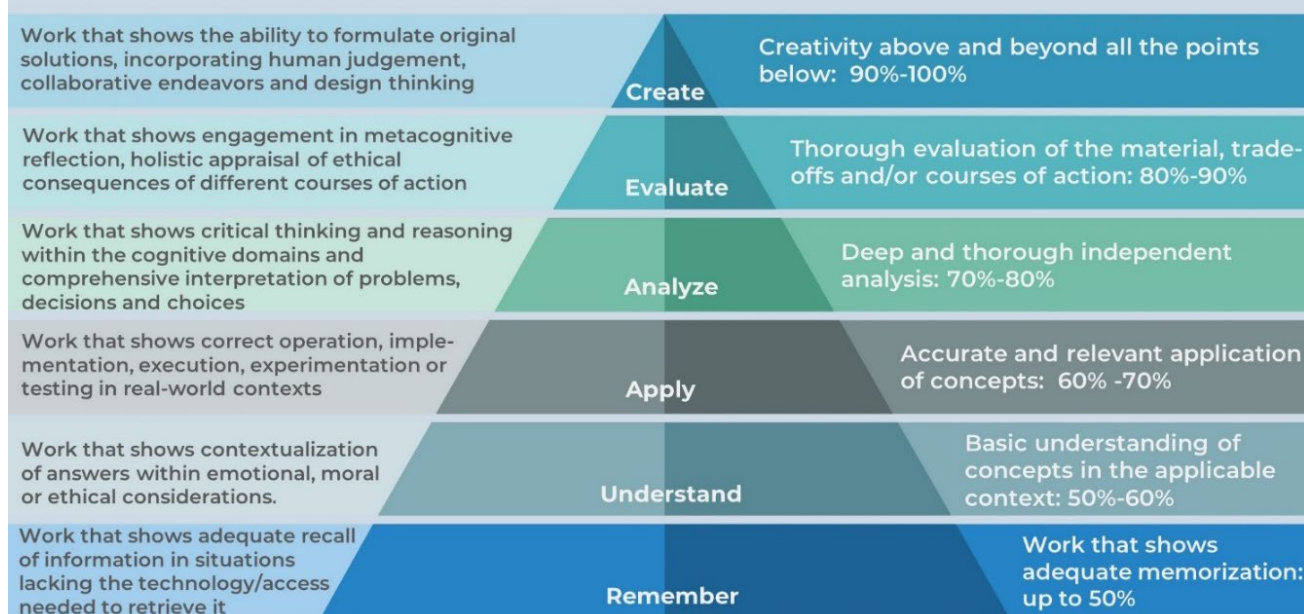 Work that shows the ability to formulate original
solutions, incorporating human judgement,
collaborative endeavors and design thinking
Create
Creativity above and beyond all the points
below: 90%-100%
Work that shows engagement in metacognitive
reflection, holistic appraisal of ethical
consequences of different courses of action
Evaluate
Thorough evaluation of the material, trade-
offs and/or courses of action: 80%-90%
Work that shows critical thinking and reasoning
within the cognitive domains and
comprehensive interpretation of problems,
decisions and choices
Analyze
Deep and thorough independent
analysis: 70%-80%
Work that shows correct operation, imple-
mentation, execution, experimentation or
testing in real-world contexts
Apply
Accurate and relevant application
of concepts: 60% -70%
Work that shows contextualization
of answers within emotional, moral
or ethical considerations.
Understand
Basic understanding of
concepts in the applicable
context: 50%-60%
Work that shows adequate recall
of information in situations
lacking the technology/access
needed to retrieve it
Remember
Work that shows
adequate memorization:
up to 50%